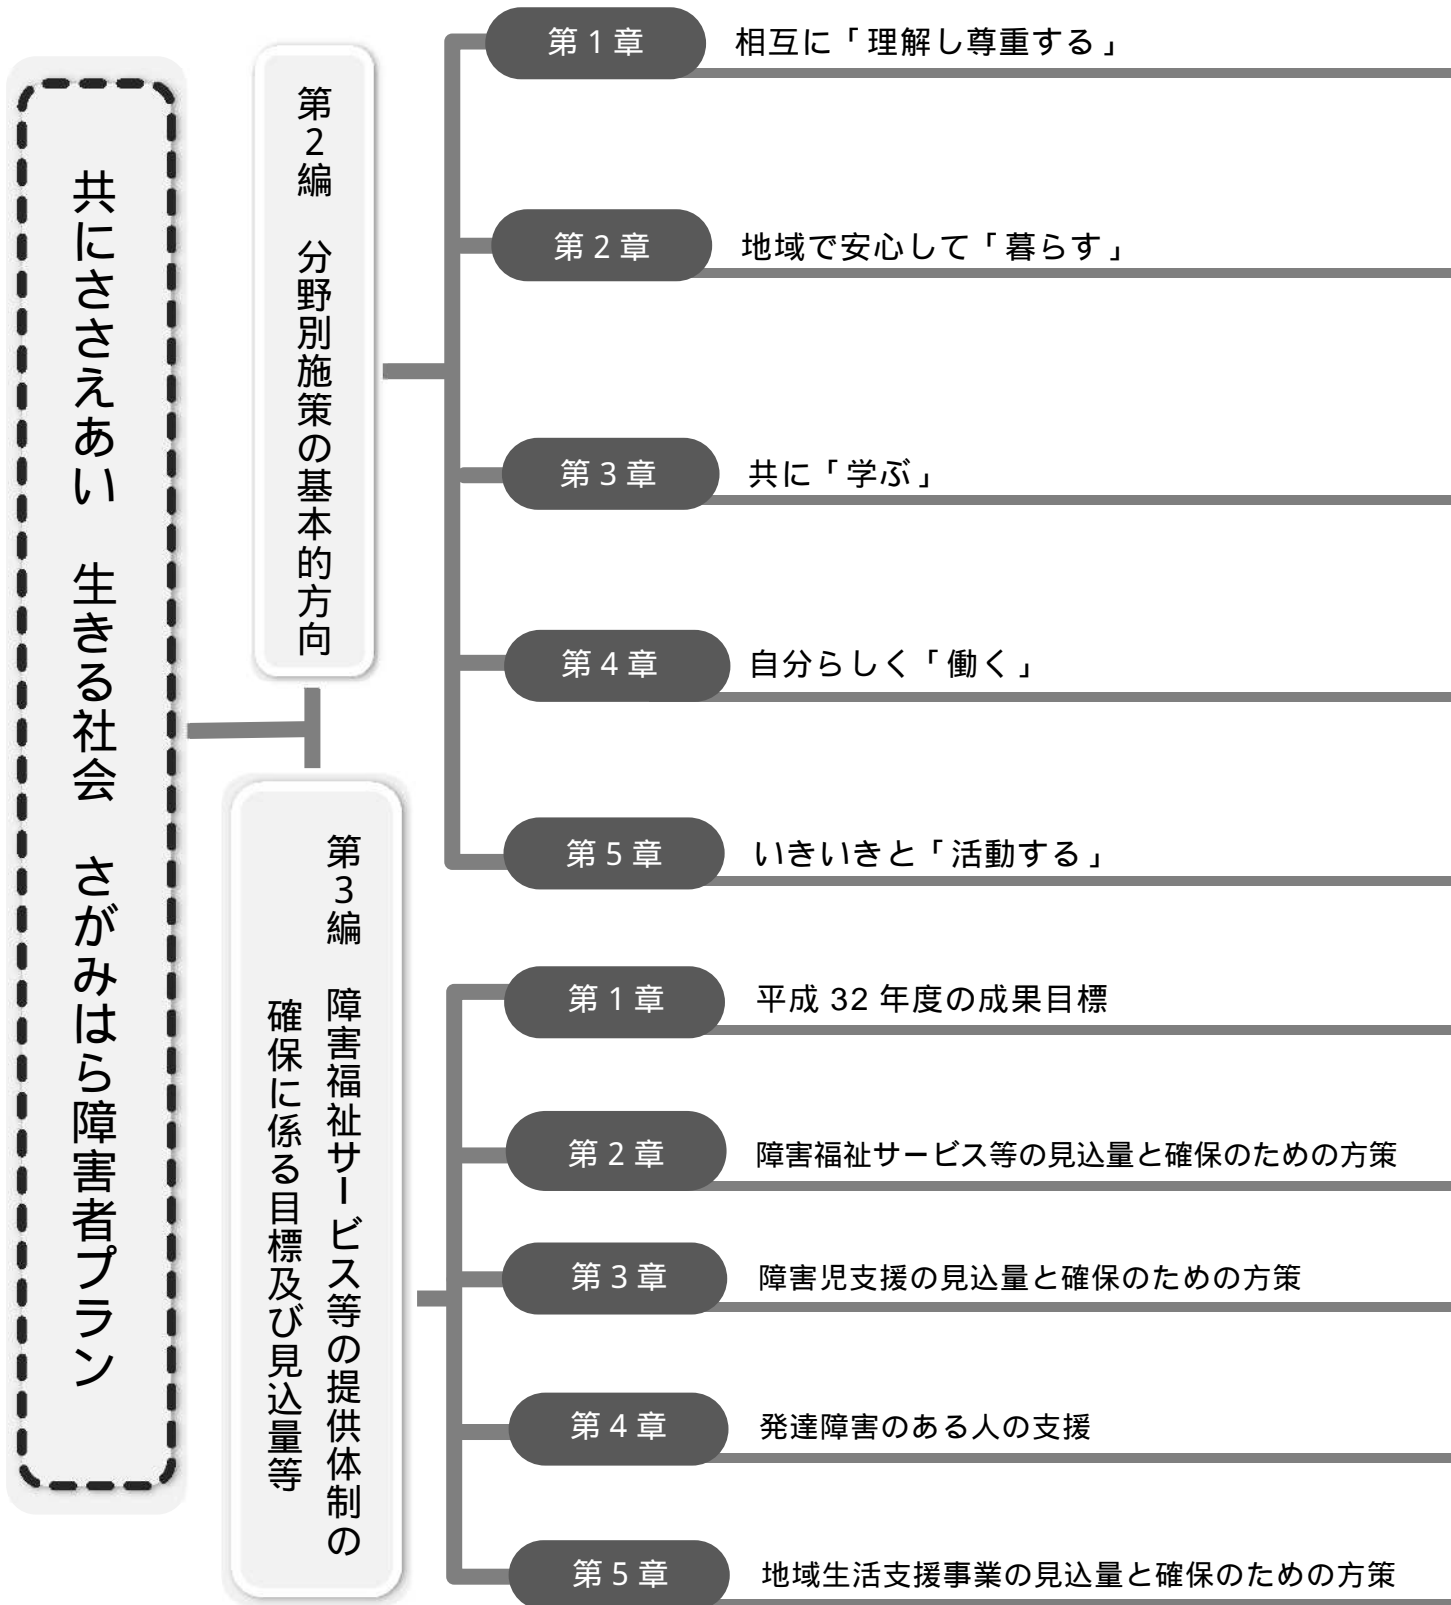 共にささえあい　生きる社会　さがみはら障害者プラン
第2編　分野別施策の基本的方向
第１章
相互に「理解し尊重する」
第２章
地域で安心して「暮らす」
第３章
共に「学ぶ」
第４章
自分らしく「働く」
第５章
いきいきと「活動する」
第3編　障害福祉サービス等の提供体制の
確保に係る目標及び見込量等
第１章
平成 32 年度の成果目標
第２章
障害福祉サービス等の見込量と確保のための方策
第３章
障害児支援の見込量と確保のための方策
第４章
発達障害のある人の支援
第５章
地域生活支援事業の見込量と確保のための方策